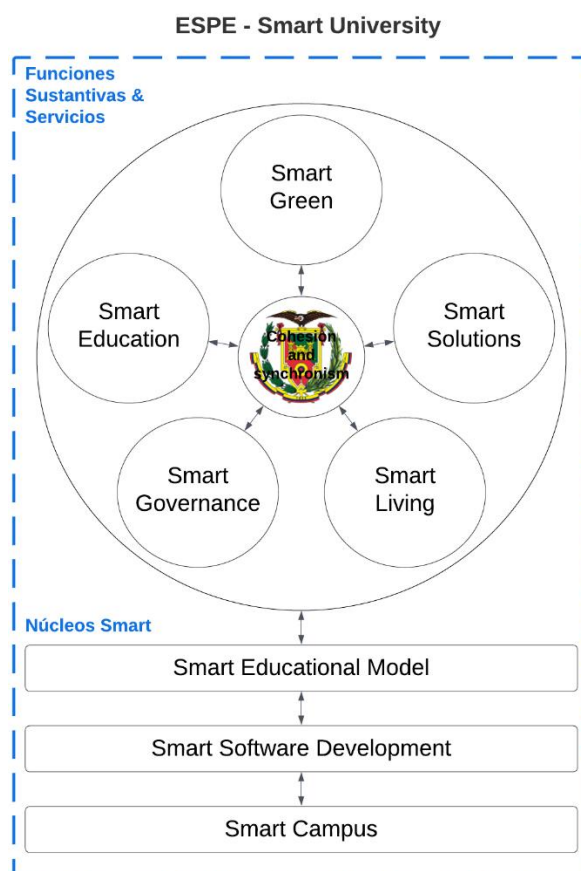 ESPE - Smart University
Funciones
Sustantivas &
Servicios
Smart
Green
Smart
Education
Smart
Solutions
Cohesion
and
synchronism
Smart
Governance
Smart
Living
Núcleos Smart
Smart Educational Model
Smart Software Development
Smart Campus